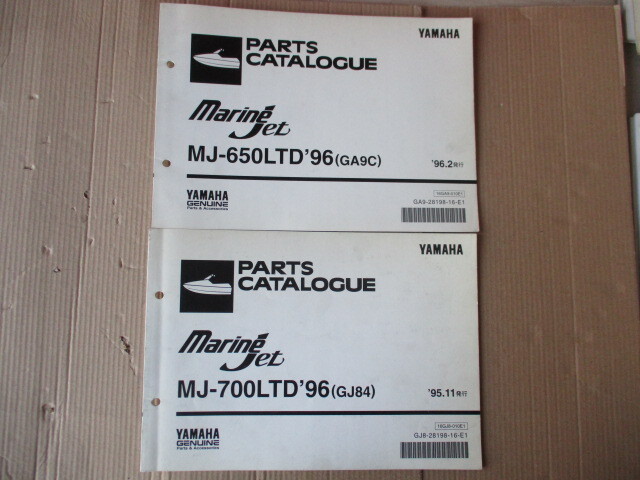 YAMAHA
PARTS
CATALOGUE
Marine
Jet
MJ-650LTD'96(GA9C)
'96.2発行
YAMAHA
GENUINE
Parts & Accessories
GA9-28198-16-E1
YAMAHA
PARTS
CATALOGUE
Marine
Jet
MJ-700LTD'96(GJ84)
'95.11発行
YAMAHA
GENUINE
Parts & Accessories
GJ8-28198-16-E1